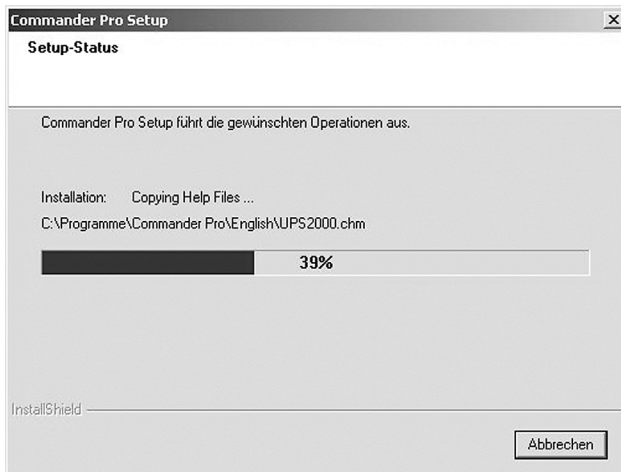 Commander Pro Setup
Setup-Status
Commander Pro Setup führt die gewünschten Operationen aus.
Installation: Copying Help Files ...
C:\Programme\Commander Pro\English\UPS2000.chm
39%
InstallShield
Abbrechen